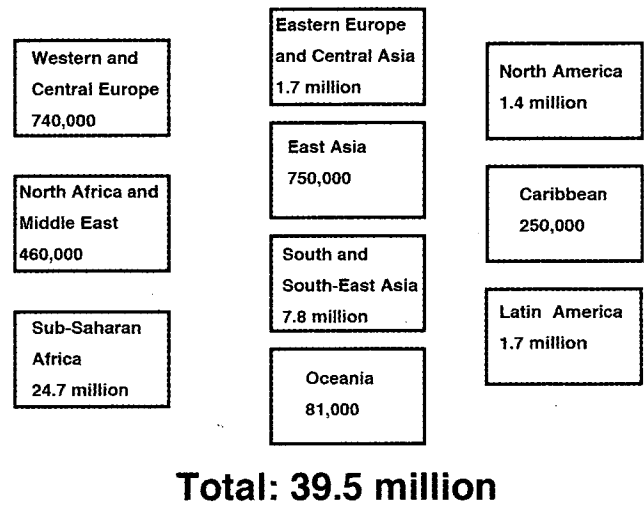 Western and
Central Europe
740,000
North Africa and
Middle East
460,000
Sub-Saharan
Africa
24.7 million
Eastern Europe
and Central Asia
1.7 million
East Asia
750,000
South and
South-East Asia
7.8 million
Oceania
81,000
North America
1.4 million
Caribbean
250,000
Latin America
1.7 million
Total: 39.5 million